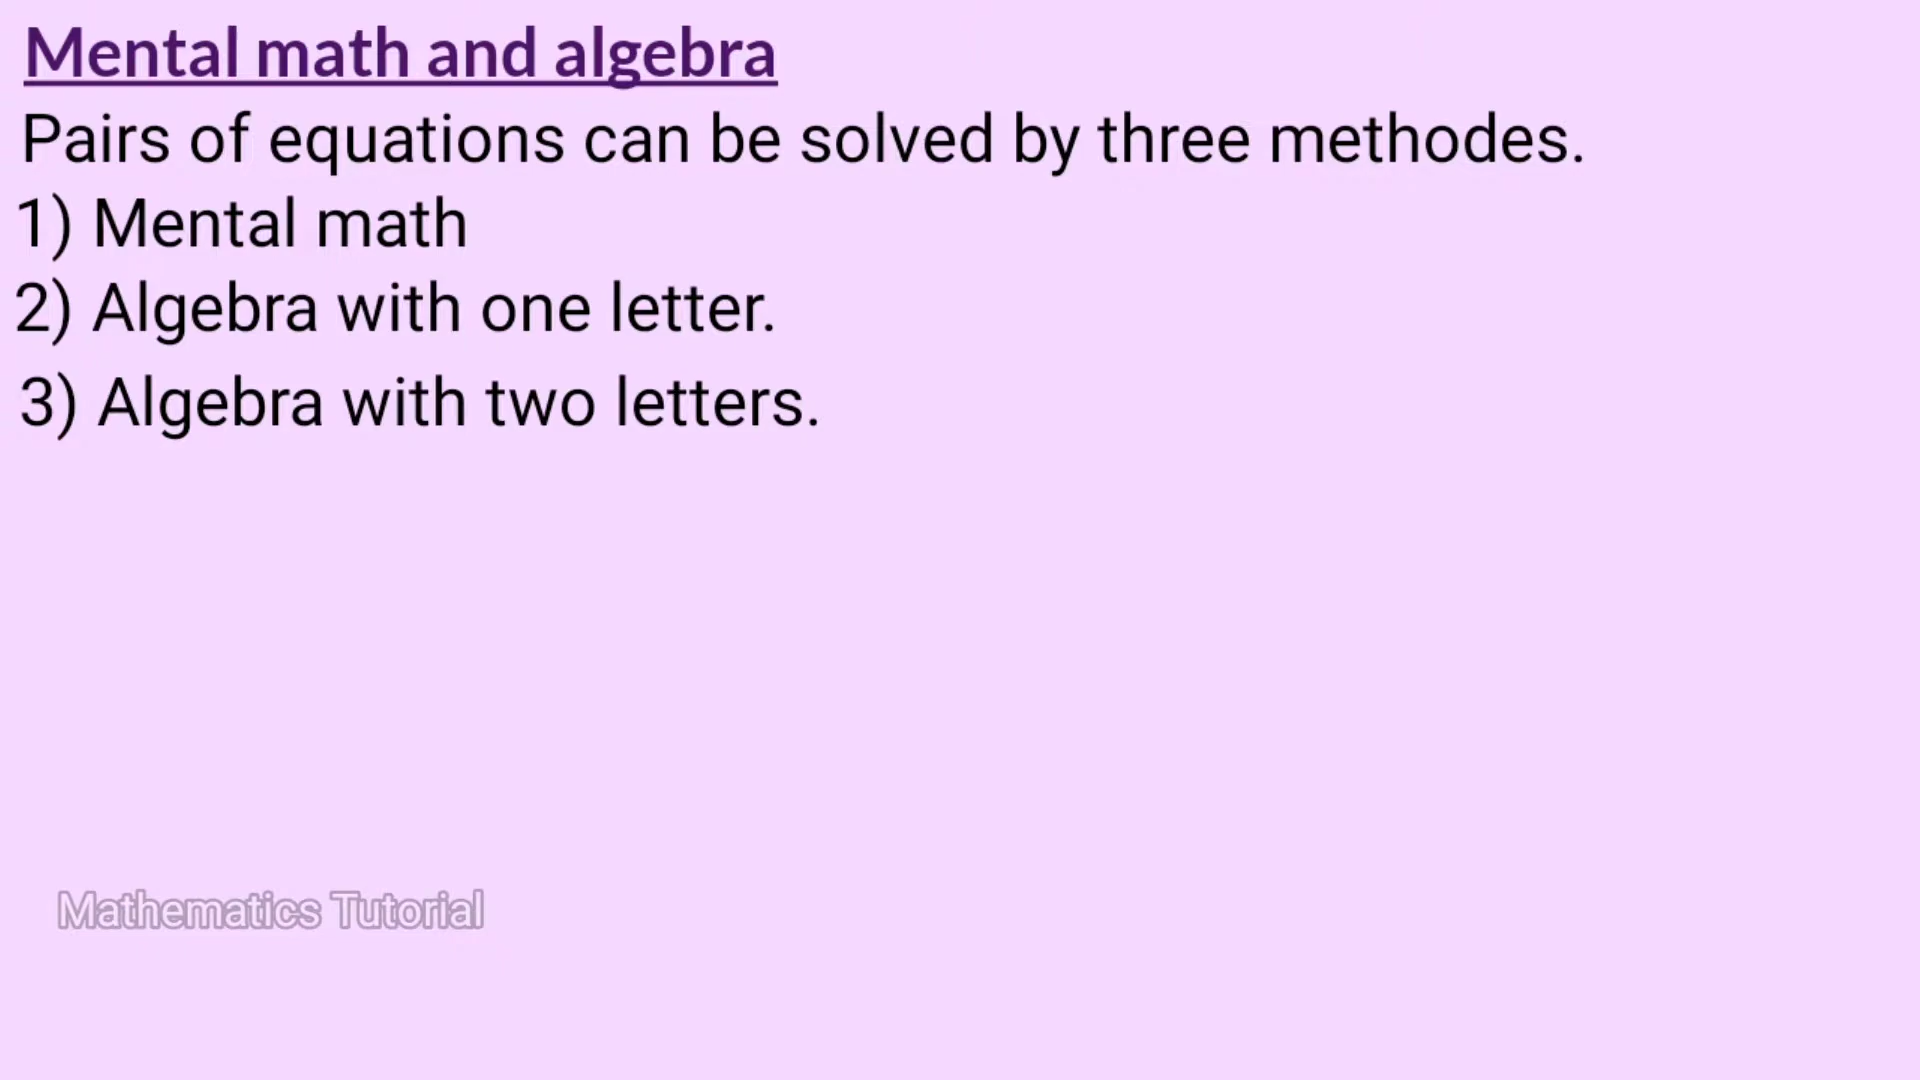 Mental math and algebra
Pairs of equations can be solved by three methodes.
1) Mental math
2) Algebra with one letter.
3) Algebra with two letters.
Mathematics Tutorial